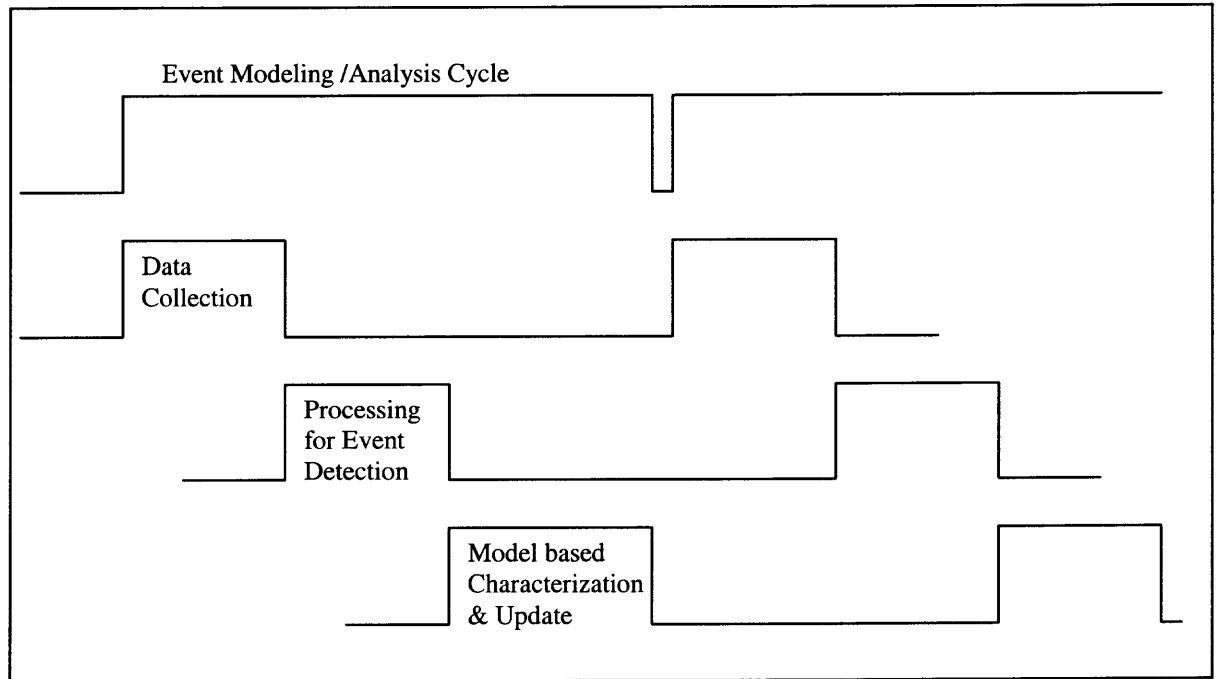 Event Modeling /Analysis Cycle
Data
Collection
Processing
for Event
Detection
Model based
Characterization
& Update